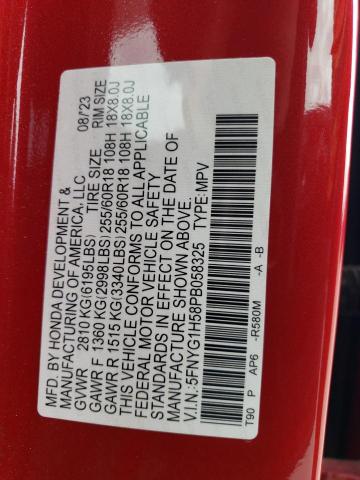 MFD. BY HONDA DEVELOPMENT &
MANUFACTURING OF AMERICA, LLC 08/23
GVWR 2810 KG(6195LBS) TIRE SIZE RIM SIZE
GAWR F 1360 KG(2998LBS)255/60R18 108H 18X8.0J
GAWR R 1515 KG(3340LBS)255/60R18 108H 18X8.0J
THIS VEHICLE CONFORMS TO ALL APPLICABLE
FEDERAL MOTOR VEHICLE SAFETY
STANDARDS IN EFFECT ON THE DATE OF
MANUFACTURE SHOWN ABOVE.
V.I.N.:5FNYG1H58PB058325 TYPE:MPV
T90 P AP6 -R580M -A -B